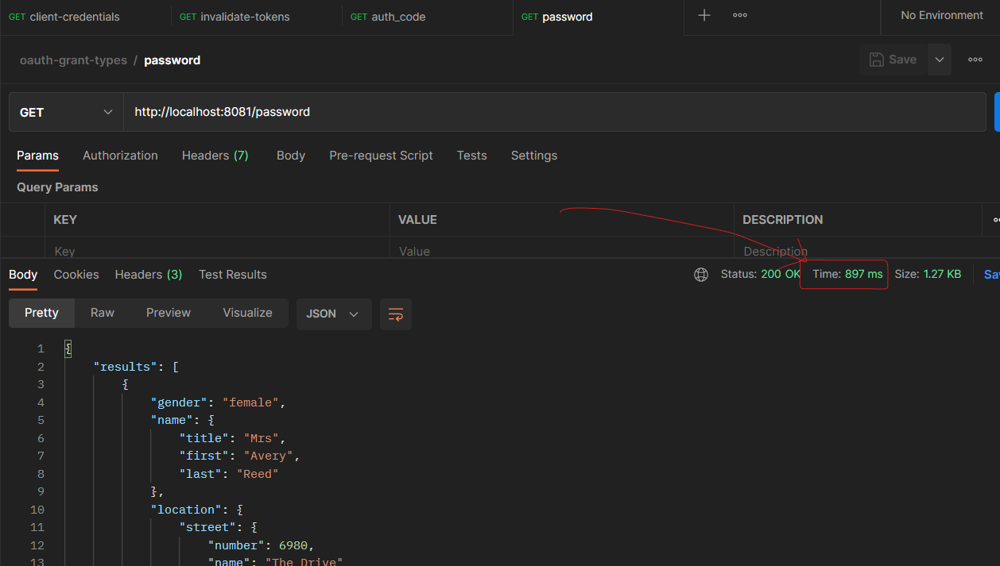 GET client-credentials GET invalidate-tokens GET auth_code GET password No Environment
oauth-grant-types / password Save
GET http://localhost:8081/password
Params Authorization Headers (7) Body Pre-request Script Tests Settings
Query Params
KEY VALUE DESCRIPTION
Key Value Description
Body Cookies Headers (3) Test Results Status: 200 OK Time: 897 ms Size: 1.27 KB
Pretty Raw Preview Visualize JSON
1 {
2 "results": [
3 {
4 "gender": "female",
5 "name": {
6 "title": "Mrs",
7 "first": "Avery",
8 "last": "Reed"
9 },
10 "location": {
11 "street": {
12 "number": 6980,
13 "name": "The Drive"